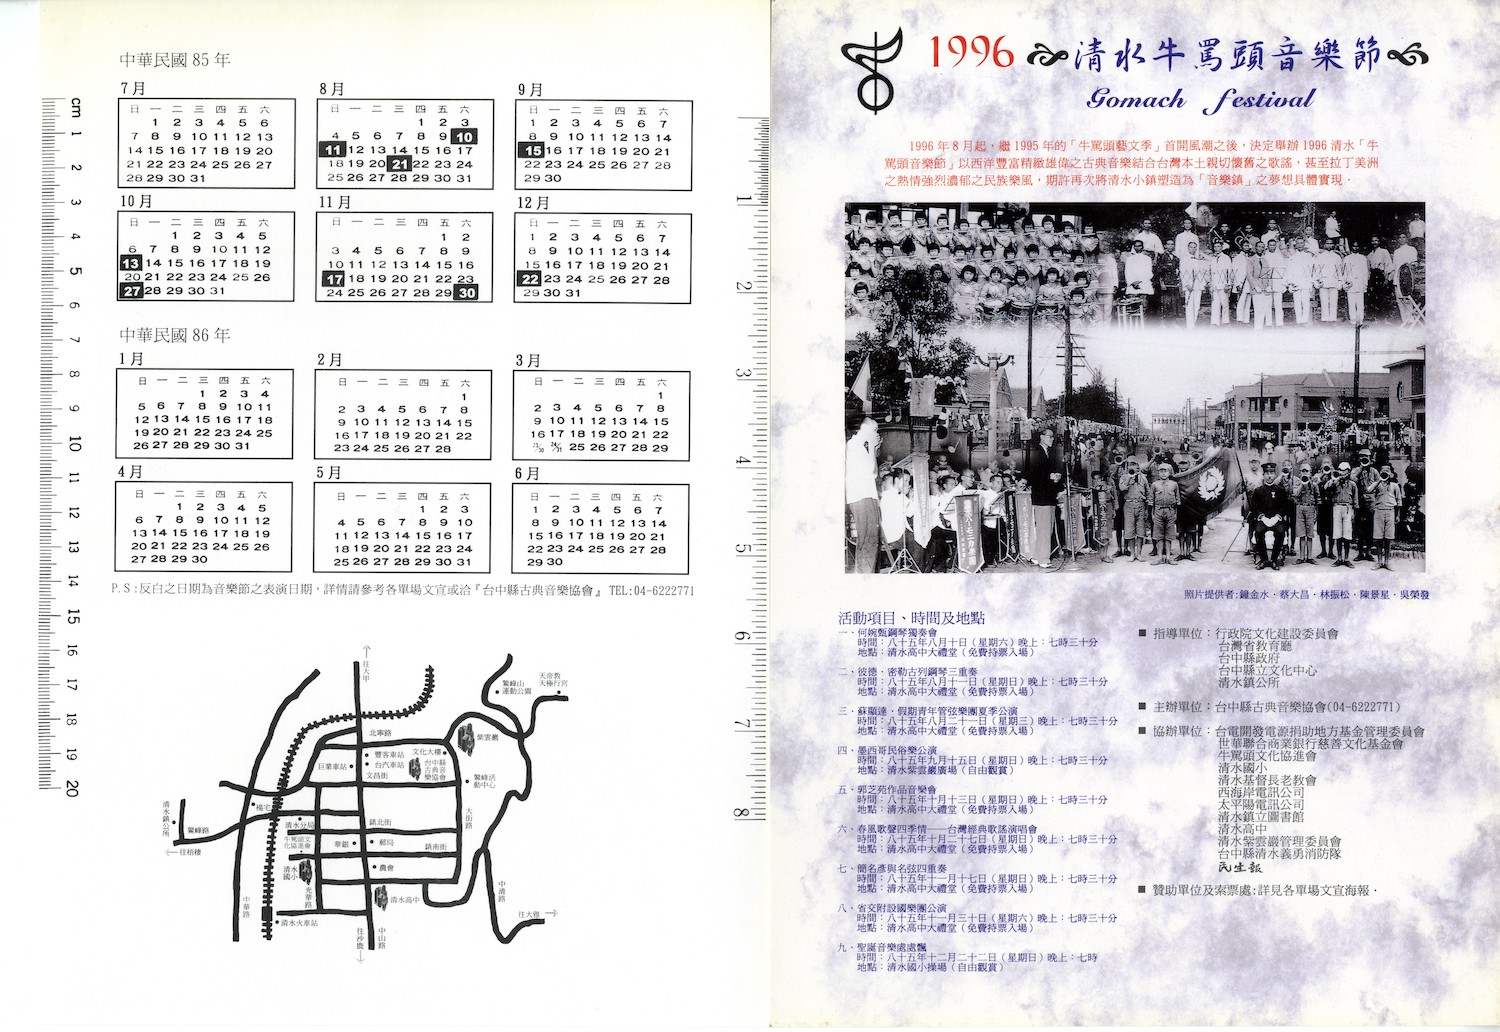 中華民國 85 年
7 月
日 一 二 三 四 五 六
1 2 3 4 5 6
7 8 9 10 11 12 13
14 15 16 17 18 19 20
21 22 23 24 25 26 27
28 29 30 31
8 月
日 一 二 三 四 五 六
1 2 3
4 5 6 7 8 9 10
11 12 13 14 15 16 17
18 19 20 21 22 23 24
25 26 27 28 29 30 31
9 月
日 一 二 三 四 五 六
1 2 3 4 5 6 7
8 9 10 11 12 13 14
15 16 17 18 19 20 21
22 23 24 25 26 27 28
29 30
10 月
日 一 二 三 四 五 六
1 2 3 4 5
6 7 8 9 10 11 12
13 14 15 16 17 18 19
20 21 22 23 24 25 26
27 28 29 30 31
11 月
日 一 二 三 四 五 六
1 2
3 4 5 6 7 8 9
10 11 12 13 14 15 16
17 18 19 20 21 22 23
24 25 26 27 28 29 30
12 月
日 一 二 三 四 五 六
1 2 3 4 5 6 7
8 9 10 11 12 13 14
15 16 17 18 19 20 21
22 23 24 25 26 27 28
29 30 31
中華民國 86 年
1 月
日 一 二 三 四 五 六
1 2 3 4
5 6 7 8 9 10 11
12 13 14 15 16 17 18
19 20 21 22 23 24 25
26 27 28 29 30 31
2 月
日 一 二 三 四 五 六
1
2 3 4 5 6 7 8
9 10 11 12 13 14 15
16 17 18 19 20 21 22
23 24 25 26 27 28
3 月
日 一 二 三 四 五 六
1
2 3 4 5 6 7 8
9 10 11 12 13 14 15
16 17 18 19 20 21 22
23/30 24/31 25 26 27 28 29
4 月
日 一 二 三 四 五 六
1 2 3 4 5
6 7 8 9 10 11 12
13 14 15 16 17 18 19
20 21 22 23 24 25 26
27 28 29 30
5 月
日 一 二 三 四 五 六
1 2 3
4 5 6 7 8 9 10
11 12 13 14 15 16 17
18 19 20 21 22 23 24
25 26 27 28 29 30 31
6 月
日 一 二 三 四 五 六
1 2 3 4 5 6 7
8 9 10 11 12 13 14
15 16 17 18 19 20 21
22 23 24 25 26 27 28
29 30
P.S:反白之日期為音樂節之表演日期，詳情請參考各單場文宣或洽『台中縣古典音樂協會』 TEL:04-6222771
cm 1 2 3 4 5 6 7 8 9 10 11 12 13 14 15 16 17 18 19 20
1 2 3 4 5 6 7 8
往大甲
鰲峰山
運動公園
天帝教
天極行宮
北寧路
紫雲巖
豐客車站
文化大樓
巨業車站
台汽車站
台中縣
古典音
樂協會
文昌街
鰲峰活
動中心
楊宅
清水鎮公所
鰲峰路
往梧棲
清水分局
鎮北街
大街路
牛罵頭文
化協進會
華銀
郵局
鎮南街
農會
清水
國小
光華路
清水高中
中清路
中華路
清水火車站
往沙鹿
中山路
往大雅
1996 清水牛罵頭音樂節
Gomach festival
1996 年 8 月起，繼 1995 年的「牛罵頭藝文季」首開風潮之後，決定舉辦 1996 清水「牛
罵頭音樂節」以西洋豐富精緻雄偉之古典音樂結合台灣本土親切懷舊之歌謠，甚至拉丁美洲
之熱情強烈濃郁之民族樂風，期許再次將清水小鎮塑造為「音樂鎮」之夢想具體實現．
照片提供者:鐘金水．蔡大昌．林振松．陳景星．吳榮發
活動項目、時間及地點
一、何婉甄鋼琴獨奏會
時間：八十五年八月十日（星期六）晚上：七時三十分
地點：清水高中大禮堂（免費持票入場）
二、彼德．密勒古列鋼琴三重奏
時間：八十五年八月十一日（星期日）晚上：七時三十分
地點：清水高中大禮堂（免費持票入場）
三、蘇顯達．假期青年管弦樂團夏季公演
時間：八十五年八月二十一日（星期三）晚上：七時三十分
地點：清水高中大禮堂（免費持票入場）
四、墨西哥民俗樂公演
時間：八十五年九月十五日（星期日）晚上：七時三十分
地點：清水紫雲巖廣場（自由觀賞）
五、郭芝苑作品音樂會
時間：八十五年十月十三日（星期日）晚上：七時三十分
地點：清水高中大禮堂（免費持票入場）
六、春風歌聲四季情──台灣經典歌謠演唱會
時間：八十五年十月二十七日（星期日）晚上：七時三十分
地點：清水高中大禮堂（免費持票入場）
七、簡名彥與名弦四重奏
時間：八十五年十一月十七日（星期日）晚上：七時三十分
地點：清水高中大禮堂（免費持票入場）
八、省交附設國樂團公演
時間：八十五年十一月三十日（星期六）晚上：七時三十分
地點：清水高中大禮堂（免費持票入場）
九、聖誕音樂處處飄
時間：八十五年十二月二十二日（星期日）晚上：七時
地點：清水國小操場（自由觀賞）
■ 指導單位：行政院文化建設委員會
台灣省教育廳
台中縣政府
台中縣立文化中心
清水鎮公所
■ 主辦單位：台中縣古典音樂協會(04-6222771)
■ 協辦單位：台電開發電源捐助地方基金管理委員會
世華聯合商業銀行慈善文化基金會
牛罵頭文化協進會
清水國小
清水基督長老教會
西海岸電訊公司
太平陽電訊公司
清水鎮立圖書館
清水高中
清水紫雲巖管理委員會
台中縣清水義勇消防隊
民生報
■ 贊助單位及索票處:詳見各單場文宣海報．